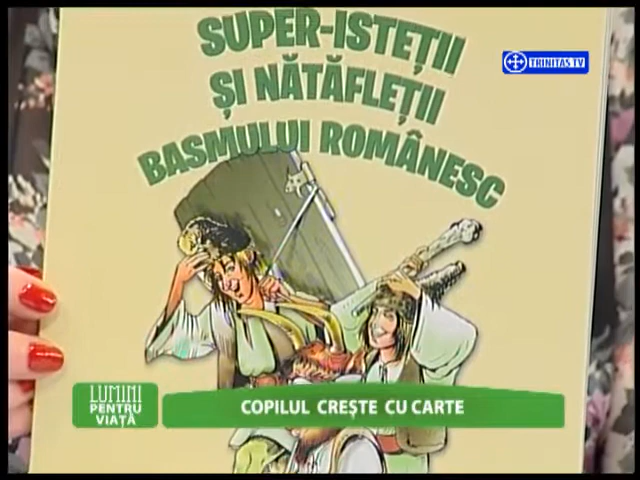 SUPER-ISTEȚII
ȘI NĂTĂFLEȚII
BASMULUI ROMÂNESC
TRINITAS TV
LUMINI
PENTRU
VIAȚĂ
COPILUL CREȘTE CU CARTE